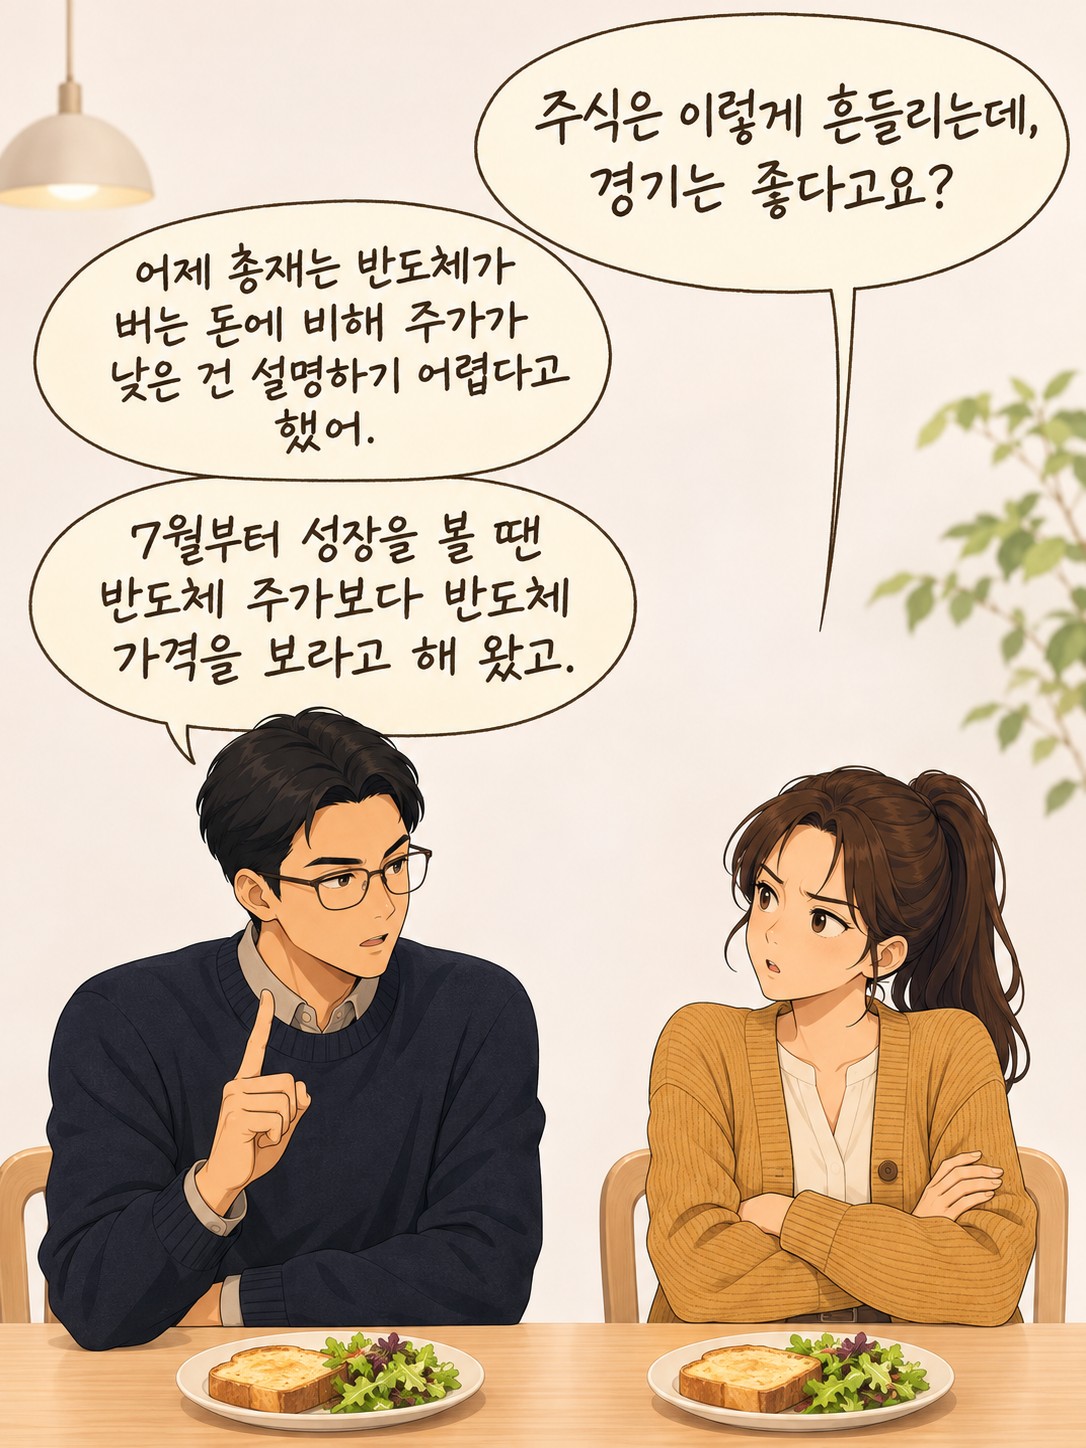 주식은 이렇게 흔들리는데,
경기는 좋다고요?
어제 총재는 반도체가
버는 돈에 비해 주가가
낮은 건 설명하기 어렵다고
했어.
7월부터 성장을 볼 땐
반도체 주가보다 반도체
가격을 보라고 해 왔고.